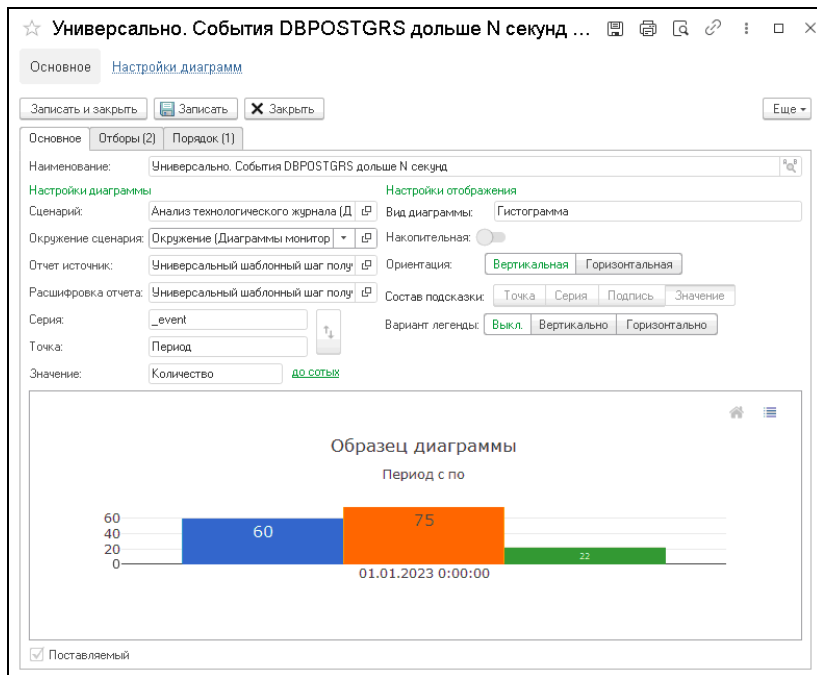 Универсально. События DBPOSTGRS дольше N секунд ...
Основное Настройки диаграмм
Записать и закрыть Записать Закрыть Еще
Основное Отборы (2) Порядок (1)
Наименование: Универсально. События DBPOSTGRS дольше N секунд
Настройки диаграммы Настройки отображения
Сценарий: Анализ технологического журнала (Д Вид диаграммы: Гистограмма
Окружение сценария: Окружение (Диаграммы монитор Накопительная:
Отчет источник: Универсальный шаблонный шаг получ Ориентация: Вертикальная Горизонтальная
Расшифровка отчета: Универсальный шаблонный шаг получ Состав подсказки: Точка Серия Подпись Значение
Серия: _event Вариант легенды: Выкл. Вертикально Горизонтально
Точка: Период
Значение: Количество до сотых
Образец диаграммы
Период с по
60
40
20
0
60 75 22
01.01.2023 0:00:00
Поставляемый